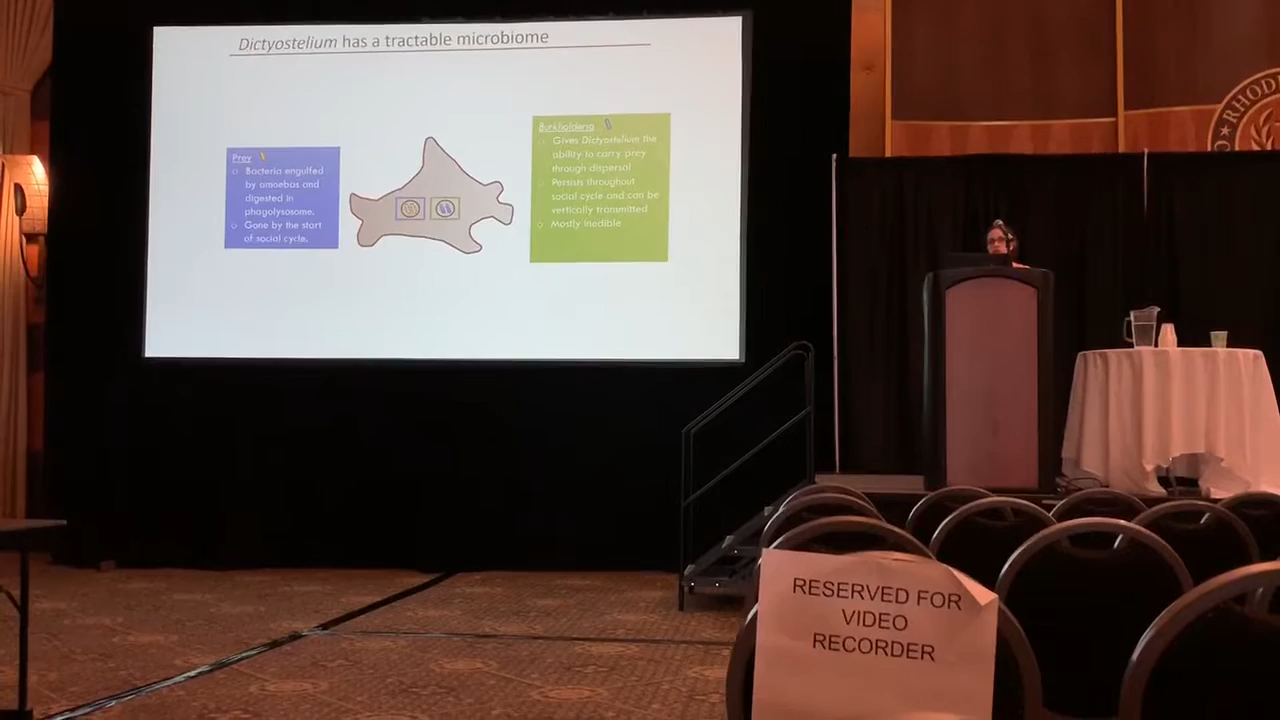 Dictyostelium has a tractable microbiome
Prey
○ Bacteria engulfed
by amoebas and
digested in
phagolysosome.
○ Gone by the start
of social cycle.
Burkholderia
○ Gives Dictyostelium the
ability to carry prey
through dispersal
○ Persists throughout
social cycle and can be
vertically transmitted
○ Mostly inedible
RHODE
RESERVED FOR
VIDEO
RECORDER